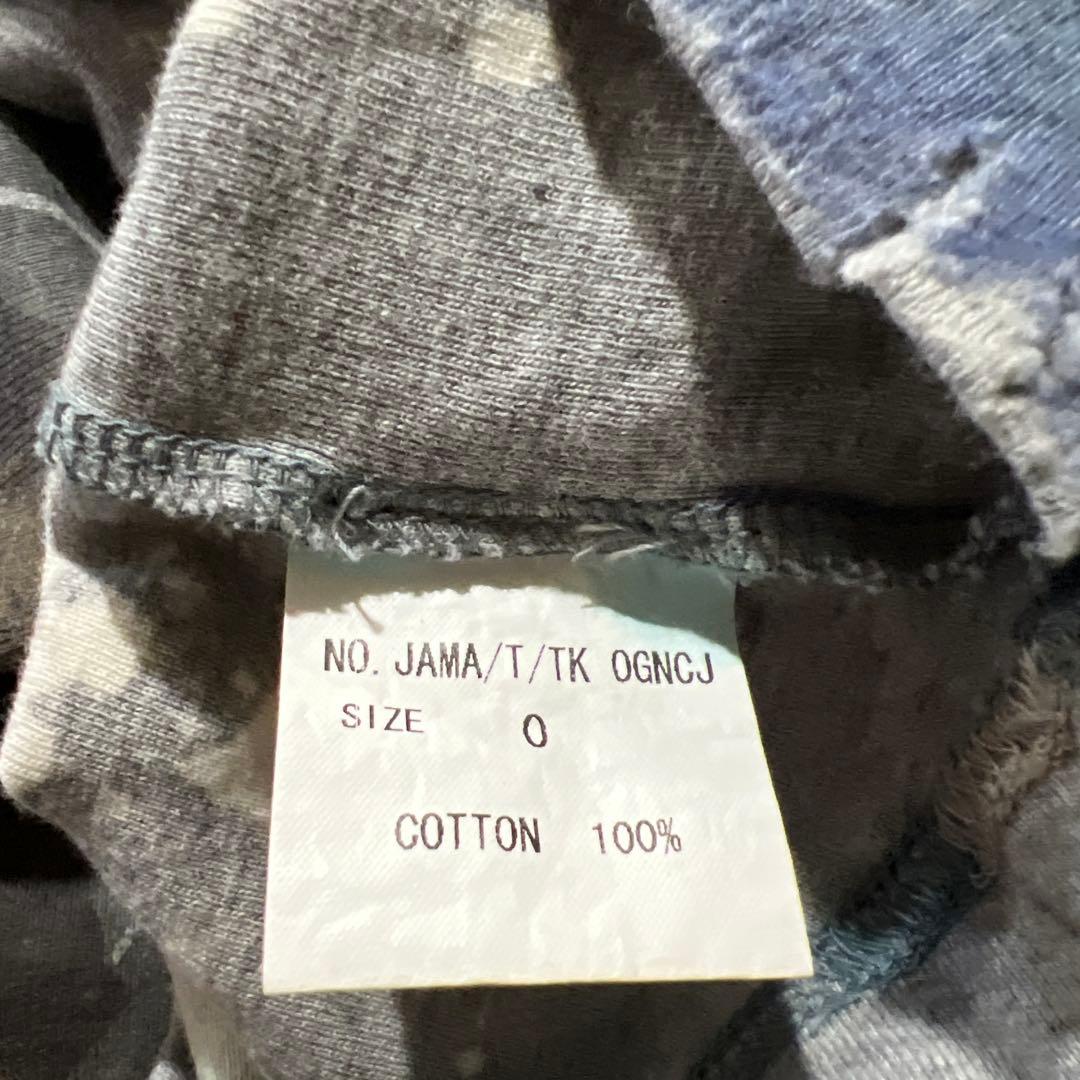 NO. JAMA/T/TK OGNCJ
SIZE 0
COTTON 100%